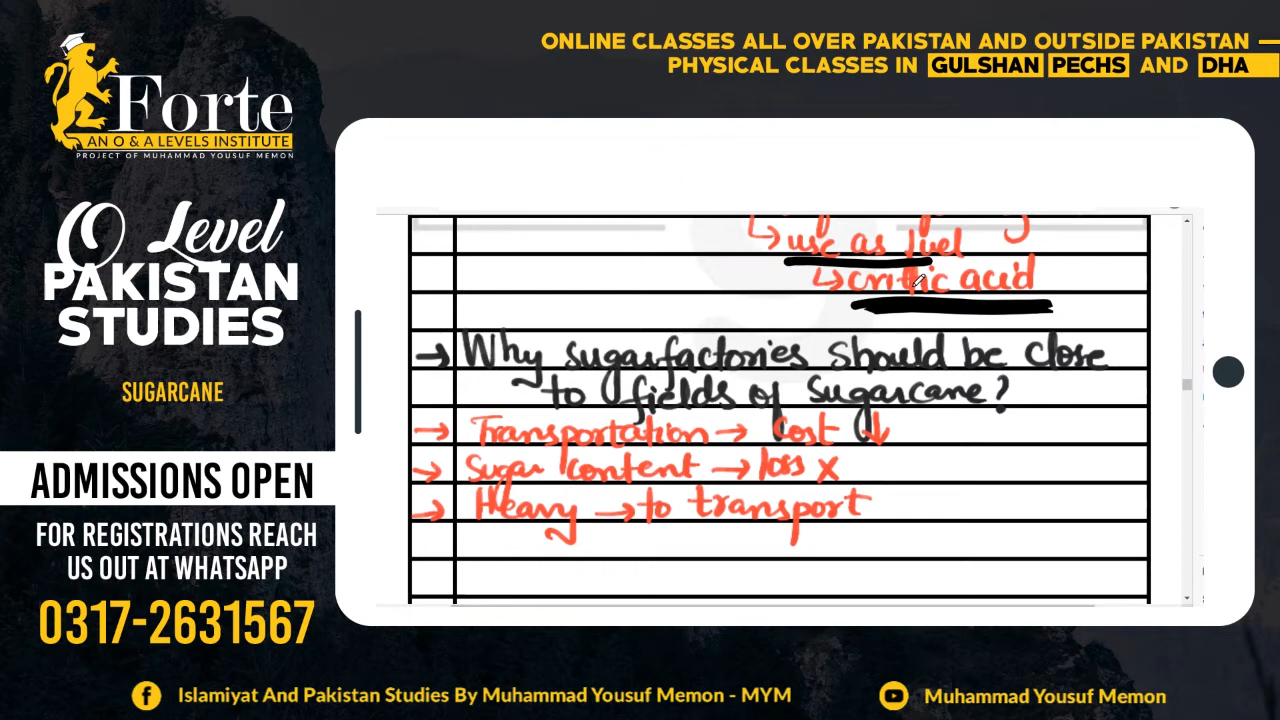 Forte
AN O & A LEVELS INSTITUTE
PROJECT OF MUHAMMAD YOUSUF MEMON
O Level
PAKISTAN
STUDIES
SUGARCANE
ADMISSIONS OPEN
FOR REGISTRATIONS REACH
US OUT AT WHATSAPP
0317-2631567
ONLINE CLASSES ALL OVER PAKISTAN AND OUTSIDE PAKISTAN
PHYSICAL CLASSES IN GULSHAN PECHS AND DHA
↳ use as fuel
↳ critic acid
→ Why sugarfactories should be close
to fields of sugarcane?
→ Transportation → cost ↓
→ Sugar content → loss x
→ Heavy → to transport
Islamiyat And Pakistan Studies By Muhammad Yousuf Memon - MYM
Muhammad Yousuf Memon